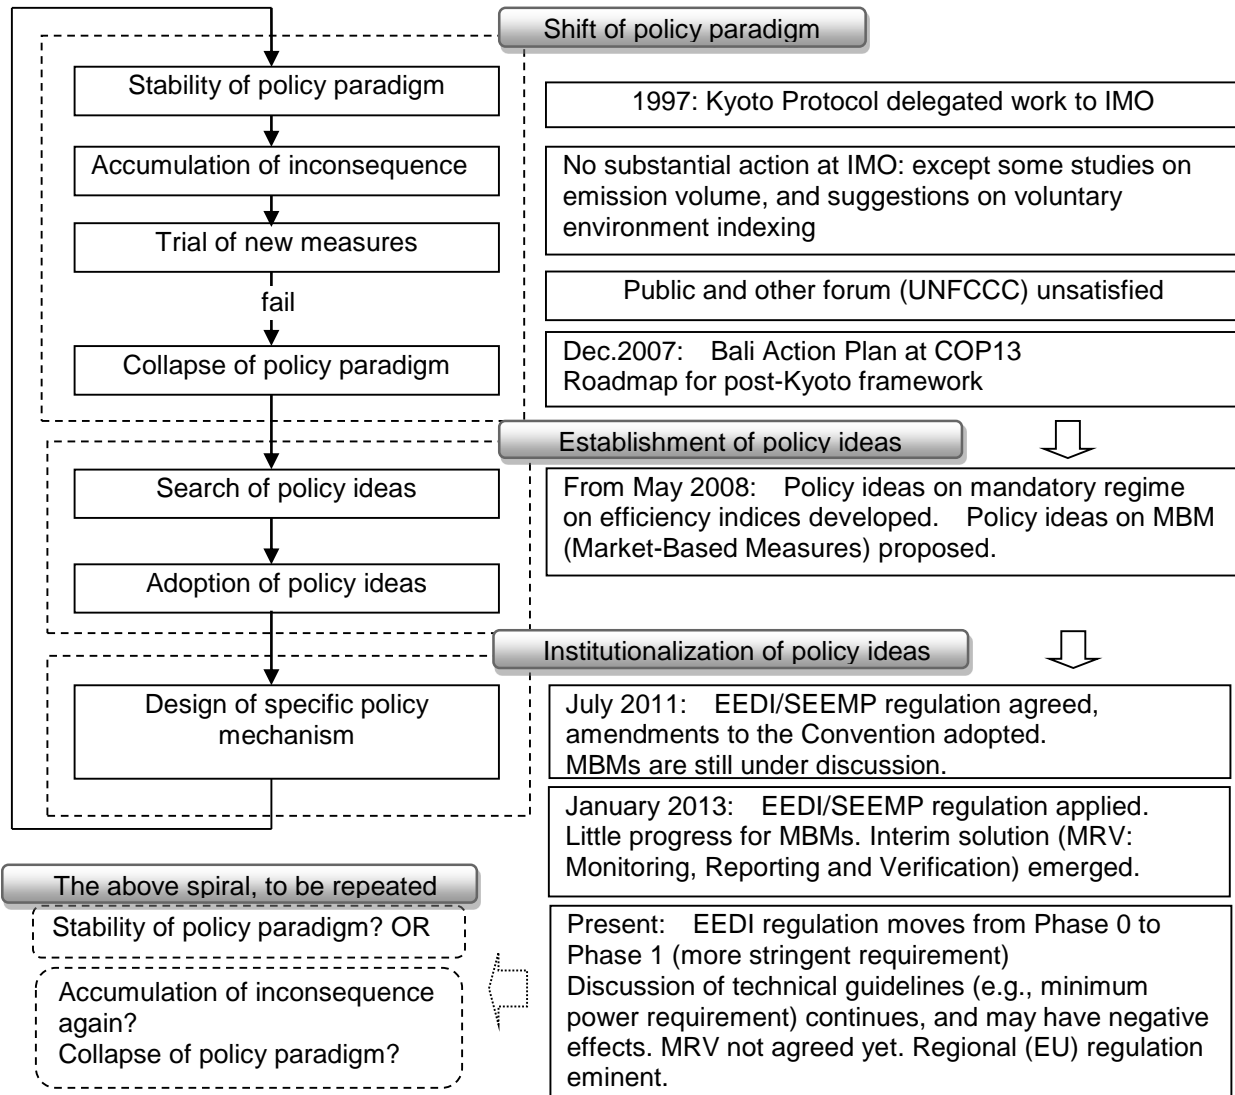 Shift of policy paradigm
Stability of policy paradigm
Accumulation of inconsequence
Trial of new measures
fail
Collapse of policy paradigm
1997: Kyoto Protocol delegated work to IMO
No substantial action at IMO: except some studies on
emission volume, and suggestions on voluntary
environment indexing
Public and other forum (UNFCCC) unsatisfied
Dec.2007: Bali Action Plan at COP13
Roadmap for post-Kyoto framework
Establishment of policy ideas
Search of policy ideas
Adoption of policy ideas
From May 2008: Policy ideas on mandatory regime
on efficiency indices developed. Policy ideas on MBM
(Market-Based Measures) proposed.
Institutionalization of policy ideas
Design of specific policy
mechanism
July 2011: EEDI/SEEMP regulation agreed,
amendments to the Convention adopted.
MBMs are still under discussion.
January 2013: EEDI/SEEMP regulation applied.
Little progress for MBMs. Interim solution (MRV:
Monitoring, Reporting and Verification) emerged.
The above spiral, to be repeated
Stability of policy paradigm? OR
Accumulation of inconsequence
again?
Collapse of policy paradigm?
Present: EEDI regulation moves from Phase 0 to
Phase 1 (more stringent requirement)
Discussion of technical guidelines (e.g., minimum
power requirement) continues, and may have negative
effects. MRV not agreed yet. Regional (EU) regulation
eminent.